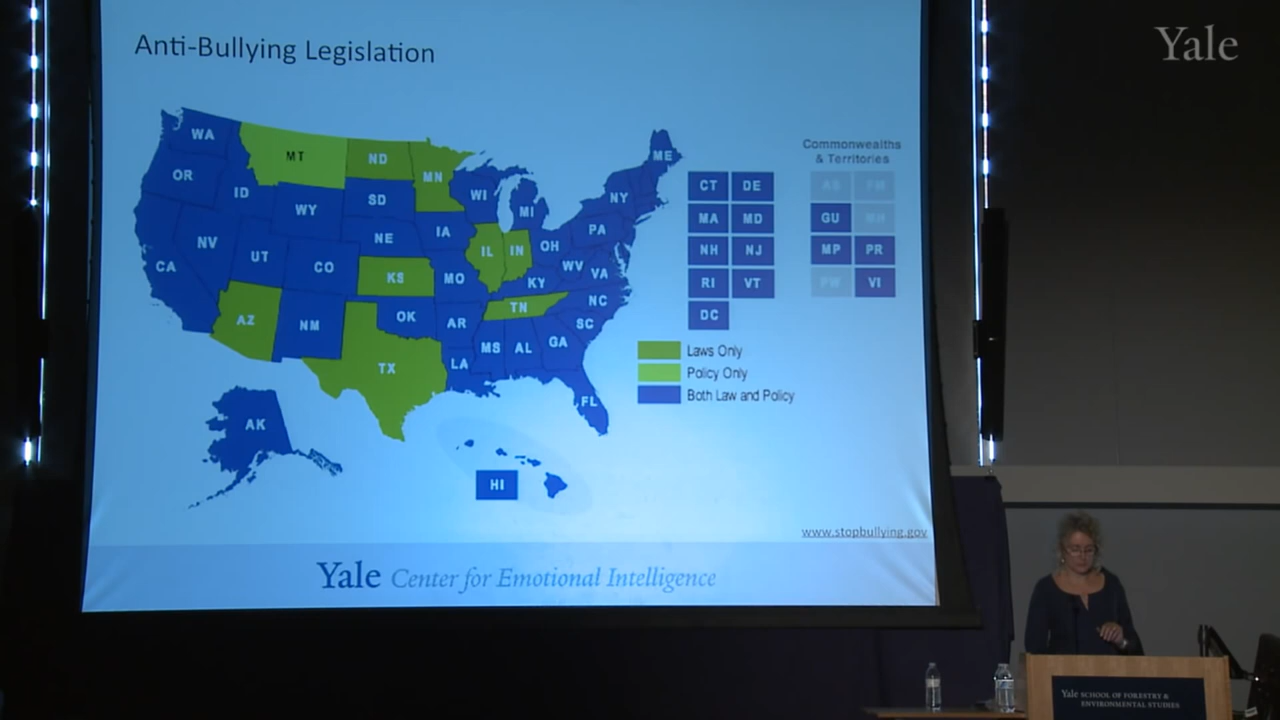 Yale
Anti-Bullying Legislation
WA
MT
ND
MN
ME
OR
ID
WY
SD
WI
MI
NY
NV
UT
CO
NE
IA
IL
IN
OH
PA
CA
KS
MO
KY
WV
VA
AZ
NM
OK
AR
TN
NC
SC
TX
LA
MS
AL
GA
FL
AK
HI
CT DE
MA MD
NH NJ
RI VT
DC
Commonwealths
& Territories
AS FM
GU MH
MP PR
PW VI
Laws Only
Policy Only
Both Law and Policy
www.stopbullying.gov
Yale Center for Emotional Intelligence
Yale SCHOOL OF FORESTRY &
ENVIRONMENTAL STUDIES